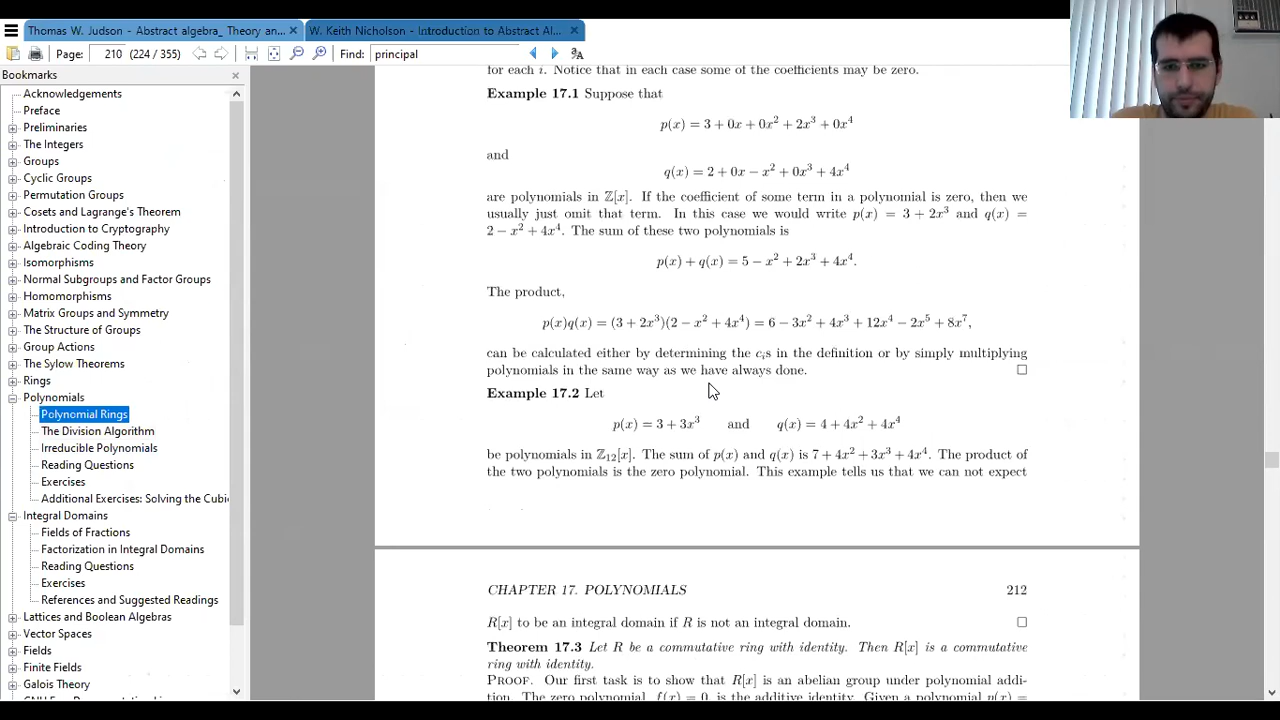 Thomas W. Judson - Abstract algebra_ Theory an... × W. Keith Nicholson - Introduction to Abstract Al... ×
Page: 210 (224 / 355) Find: principal
Bookmarks ×
Acknowledgements
Preface
Preliminaries
The Integers
Groups
Cyclic Groups
Permutation Groups
Cosets and Lagrange's Theorem
Introduction to Cryptography
Algebraic Coding Theory
Isomorphisms
Normal Subgroups and Factor Groups
Homomorphisms
Matrix Groups and Symmetry
The Structure of Groups
Group Actions
The Sylow Theorems
Rings
Polynomials
Polynomial Rings
The Division Algorithm
Irreducible Polynomials
Reading Questions
Exercises
Additional Exercises: Solving the Cubi
Integral Domains
Fields of Fractions
Factorization in Integral Domains
Reading Questions
Exercises
References and Suggested Readings
Lattices and Boolean Algebras
Vector Spaces
Fields
Finite Fields
Galois Theory
for each i. Notice that in each case some of the coefficients may be zero.
Example 17.1 Suppose that
p(x) = 3 + 0x + 0x² + 2x³ + 0x⁴
and
q(x) = 2 + 0x − x² + 0x³ + 4x⁴
are polynomials in ℤ[x]. If the coefficient of some term in a polynomial is zero, then we
usually just omit that term. In this case we would write p(x) = 3 + 2x³ and q(x) =
2 − x² + 4x⁴. The sum of these two polynomials is
p(x) + q(x) = 5 − x² + 2x³ + 4x⁴.
The product,
p(x)q(x) = (3 + 2x³)(2 − x² + 4x⁴) = 6 − 3x² + 4x³ + 12x⁴ − 2x⁵ + 8x⁷,
can be calculated either by determining the cᵢs in the definition or by simply multiplying
polynomials in the same way as we have always done. □
Example 17.2 Let
p(x) = 3 + 3x³ and q(x) = 4 + 4x² + 4x⁴
be polynomials in ℤ₁₂[x]. The sum of p(x) and q(x) is 7 + 4x² + 3x³ + 4x⁴. The product of
the two polynomials is the zero polynomial. This example tells us that we can not expect
CHAPTER 17. POLYNOMIALS 212
R[x] to be an integral domain if R is not an integral domain. □
Theorem 17.3 Let R be a commutative ring with identity. Then R[x] is a commutative
ring with identity.
PROOF. Our first task is to show that R[x] is an abelian group under polynomial addi-
tion. The zero polynomial, f(x) = 0, is the additive identity. Given a polynomial p(x) =